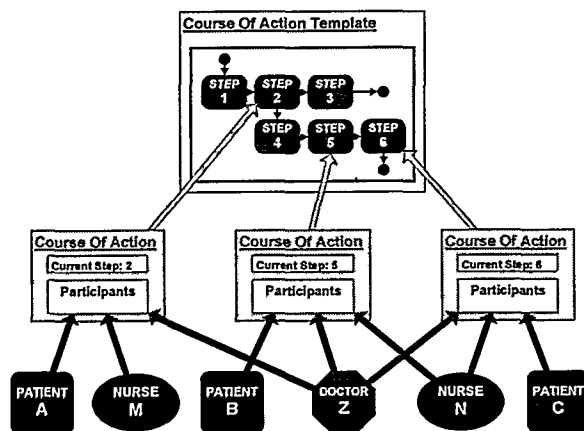 Course Of Action Template
STEP 1
STEP 2
STEP 3
STEP 4
STEP 5
STEP 6
Course Of Action
Current Step: 2
Participants
Course Of Action
Current Step: 5
Participants
Course Of Action
Current Step: 6
Participants
PATIENT
A
NURSE
M
PATIENT
B
DOCTOR
Z
NURSE
N
PATIENT
C